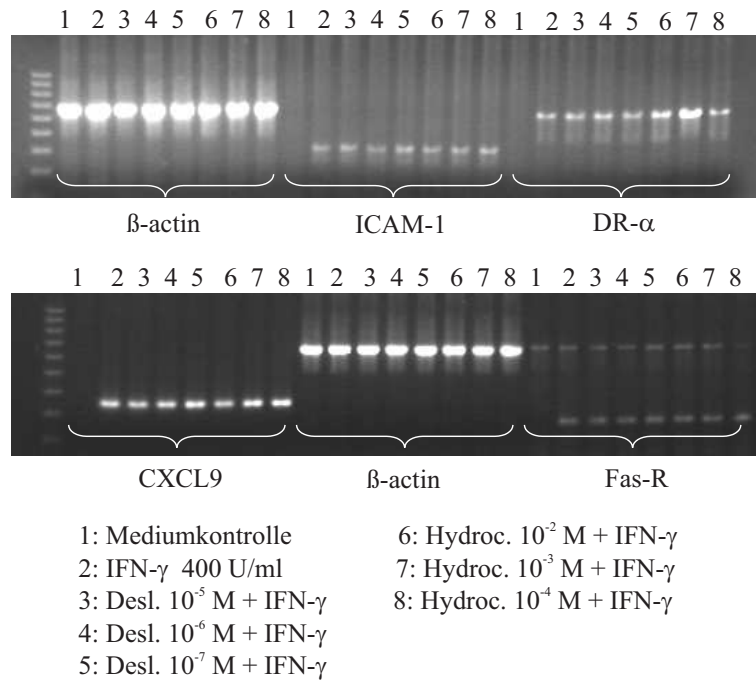 1 2 3 4 5 6 7 8 1 2 3 4 5 6 7 8 1 2 3 4 5 6 7 8
ß-actin ICAM-1 DR-α
1 2 3 4 5 6 7 8 1 2 3 4 5 6 7 8 1 2 3 4 5 6 7 8
CXCL9 ß-actin Fas-R
1: Mediumkontrolle
2: IFN-γ 400 U/ml
3: Desl. 10⁻⁵ M + IFN-γ
4: Desl. 10⁻⁶ M + IFN-γ
5: Desl. 10⁻⁷ M + IFN-γ
6: Hydroc. 10⁻² M + IFN-γ
7: Hydroc. 10⁻³ M + IFN-γ
8: Hydroc. 10⁻⁴ M + IFN-γ